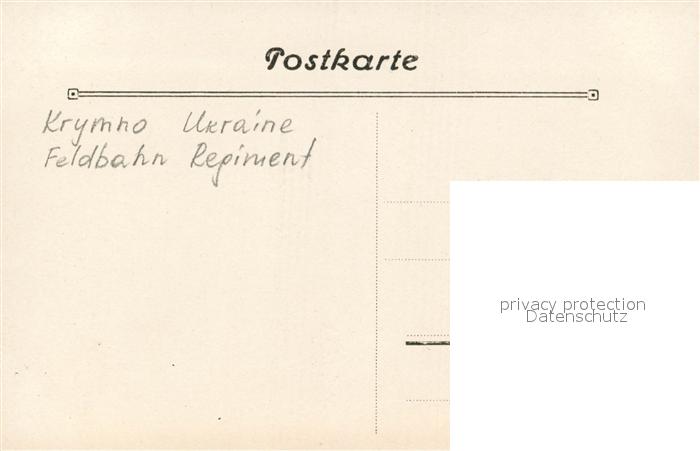 Postkarte
Krymno Ukraine
Feldbahn Regiment
privacy protection
Datenschutz